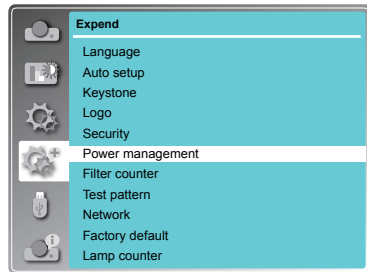 Expend
Language
Auto setup
Keystone
Logo
Security
Power management
Filter counter
Test pattern
Network
Factory default
Lamp counter